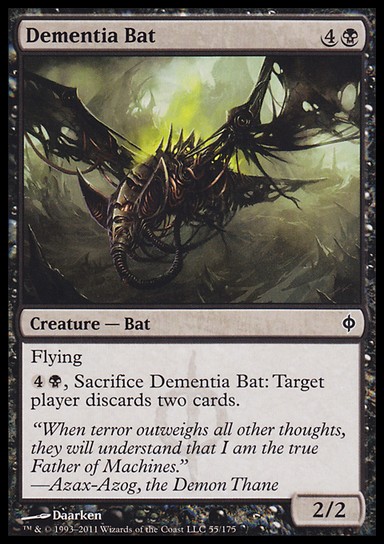 Dementia Bat 4
Creature — Bat
Flying
4, Sacrifice Dementia Bat: Target
player discards two cards.
“When terror outweighs all other thoughts,
they will understand that I am the true
Father of Machines.”
—Azax-Azog, the Demon Thane
2/2
Daarken
™ & © 1993–2011 Wizards of the Coast LLC 55/175